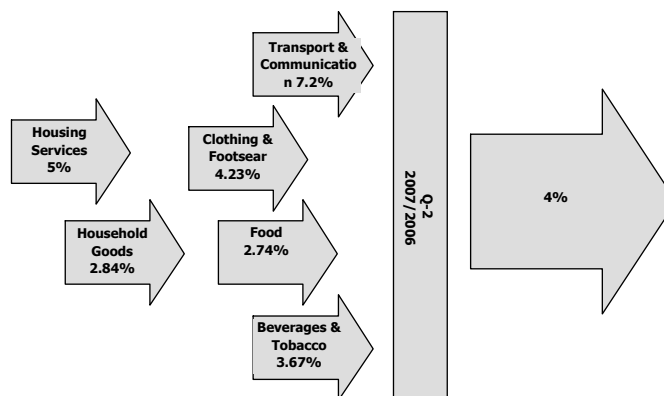 Transport &
Communicatio
n 7.2%
Housing
Services
5%
Clothing &
Footsear
4.23%
Household
Goods
2.84%
Food
2.74%
Beverages &
Tobacco
3.67%
Q-2
2007/2006
4%